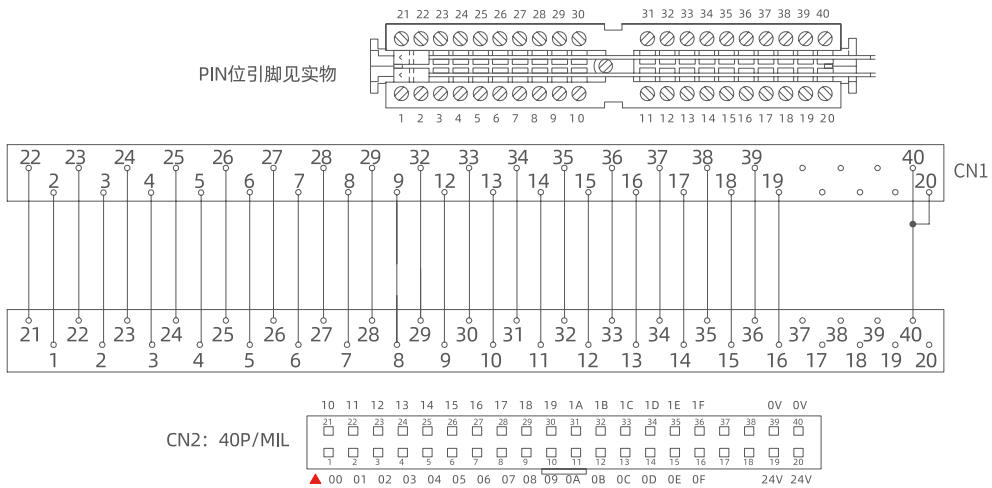 21 22 23 24 25 26 27 28 29 30 31 32 33 34 35 36 37 38 39 40
PIN位引脚见实物
1 2 3 4 5 6 7 8 9 10 11 12 13 14 15 16 17 18 19 20
22 23 24 25 26 27 28 29 32 33 34 35 36 37 38 39 40
CN1
2 3 4 5 6 7 8 9 12 13 14 15 16 17 18 19 20
21 22 23 24 25 26 27 28 29 30 31 32 33 34 35 36 37 38 39 40
1 2 3 4 5 6 7 8 9 10 11 12 13 14 15 16 17 18 19 20
10 11 12 13 14 15 16 17 18 19 1A 1B 1C 1D 1E 1F 0V 0V
21 22 23 24 25 26 27 28 29 30 31 32 33 34 35 36 37 38 39 40
CN2: 40P/MIL
1 2 3 4 5 6 7 8 9 10 11 12 13 14 15 16 17 18 19 20
00 01 02 03 04 05 06 07 08 09 0A 0B 0C 0D 0E 0F 24V 24V